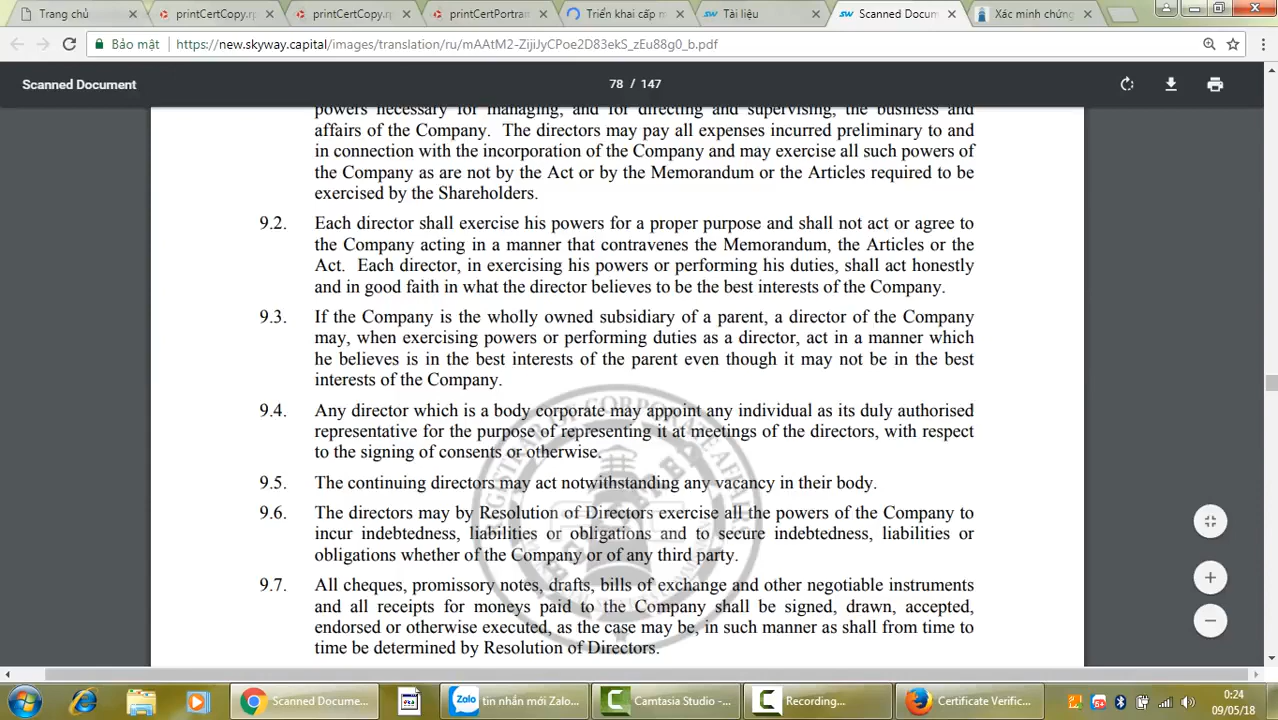 Trang chủ
printCertCopy.rp
printCertCopy.rp
printCertPortran
Triển khai cấp m
Tài liệu
Scanned Docum
Xác minh chứng
Bảo mật
https://new.skyway.capital/images/translation/ru/mAAtM2-ZijiJyCPoe2D83ekS_zEu88g0_b.pdf
Scanned Document
78 / 147
powers necessary for managing, and for directing and supervising, the business and
affairs of the Company. The directors may pay all expenses incurred preliminary to and
in connection with the incorporation of the Company and may exercise all such powers of
the Company as are not by the Act or by the Memorandum or the Articles required to be
exercised by the Shareholders.
9.2. Each director shall exercise his powers for a proper purpose and shall not act or agree to
the Company acting in a manner that contravenes the Memorandum, the Articles or the
Act. Each director, in exercising his powers or performing his duties, shall act honestly
and in good faith in what the director believes to be the best interests of the Company.
9.3. If the Company is the wholly owned subsidiary of a parent, a director of the Company
may, when exercising powers or performing duties as a director, act in a manner which
he believes is in the best interests of the parent even though it may not be in the best
interests of the Company.
9.4. Any director which is a body corporate may appoint any individual as its duly authorised
representative for the purpose of representing it at meetings of the directors, with respect
to the signing of consents or otherwise.
9.5. The continuing directors may act notwithstanding any vacancy in their body.
9.6. The directors may by Resolution of Directors exercise all the powers of the Company to
incur indebtedness, liabilities or obligations and to secure indebtedness, liabilities or
obligations whether of the Company or of any third party.
9.7. All cheques, promissory notes, drafts, bills of exchange and other negotiable instruments
and all receipts for moneys paid to the Company shall be signed, drawn, accepted,
endorsed or otherwise executed, as the case may be, in such manner as shall from time to
time be determined by Resolution of Directors.
REGISTRAR OF CORPORATE AFFAIRS
Scanned Docume...
tin nhắn mới Zalo...
Camtasia Studio - ...
Recording...
Certificate Verific...
0:24
09/05/18